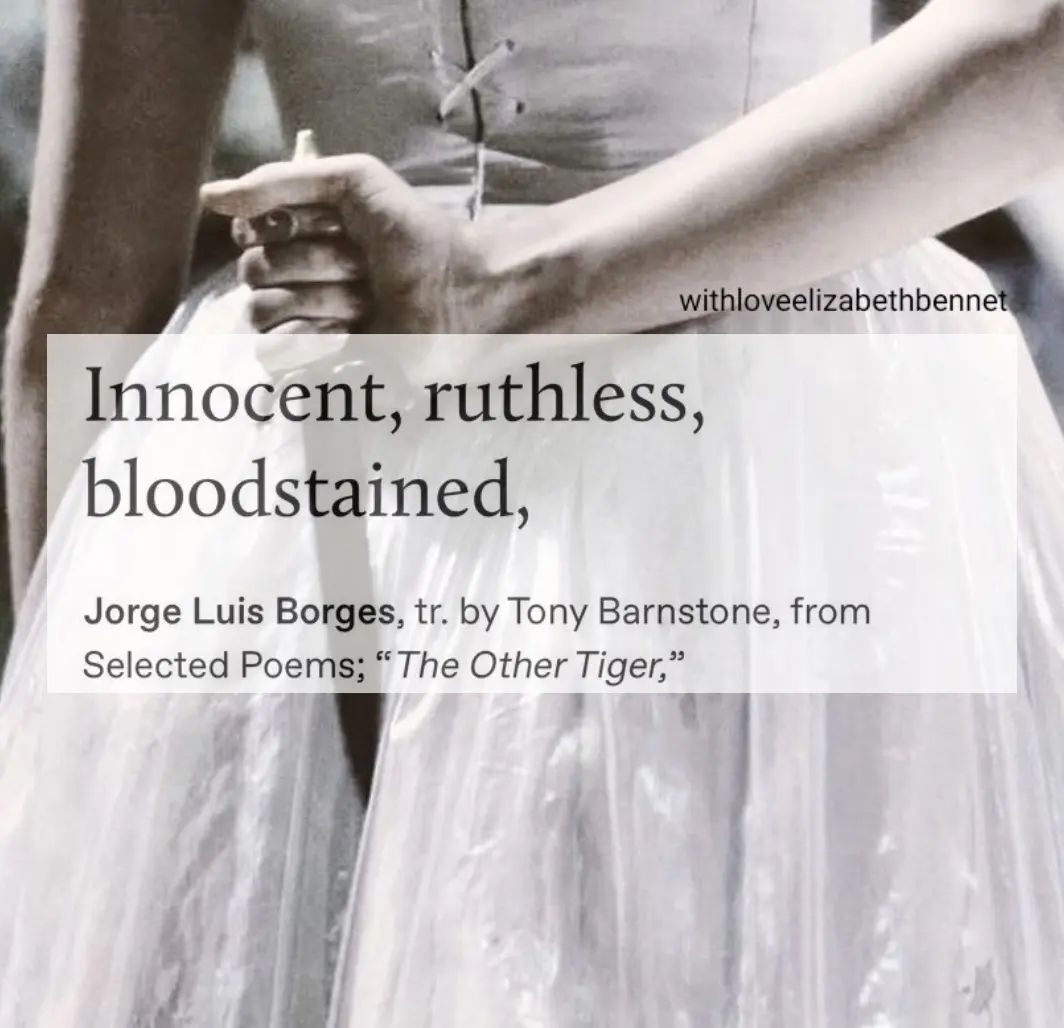 withloveelizabethbennet
Innocent, ruthless,
bloodstained,
Jorge Luis Borges, tr. by Tony Barnstone, from
Selected Poems; “The Other Tiger,”